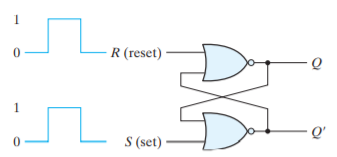 1
0 R (reset) Q
1
0 S (set) Q'